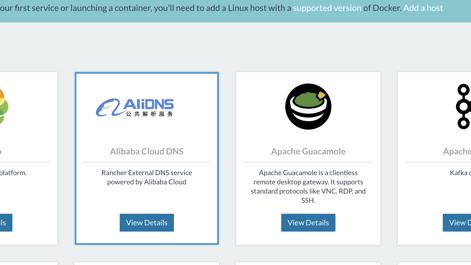 our first service or launching a container, you'll need to add a Linux host with a supported version of Docker. Add a host
AliDNS
公共解析服务
Alibaba Cloud DNS
Apache Guacamole
Apache
platform.
Rancher External DNS service
powered by Alibaba Cloud
Apache Guacamole is a clientless
remote desktop gateway. It supports
standard protocols like VNC, RDP, and
SSH.
Kafka c
ls
View Details
View Details
View D